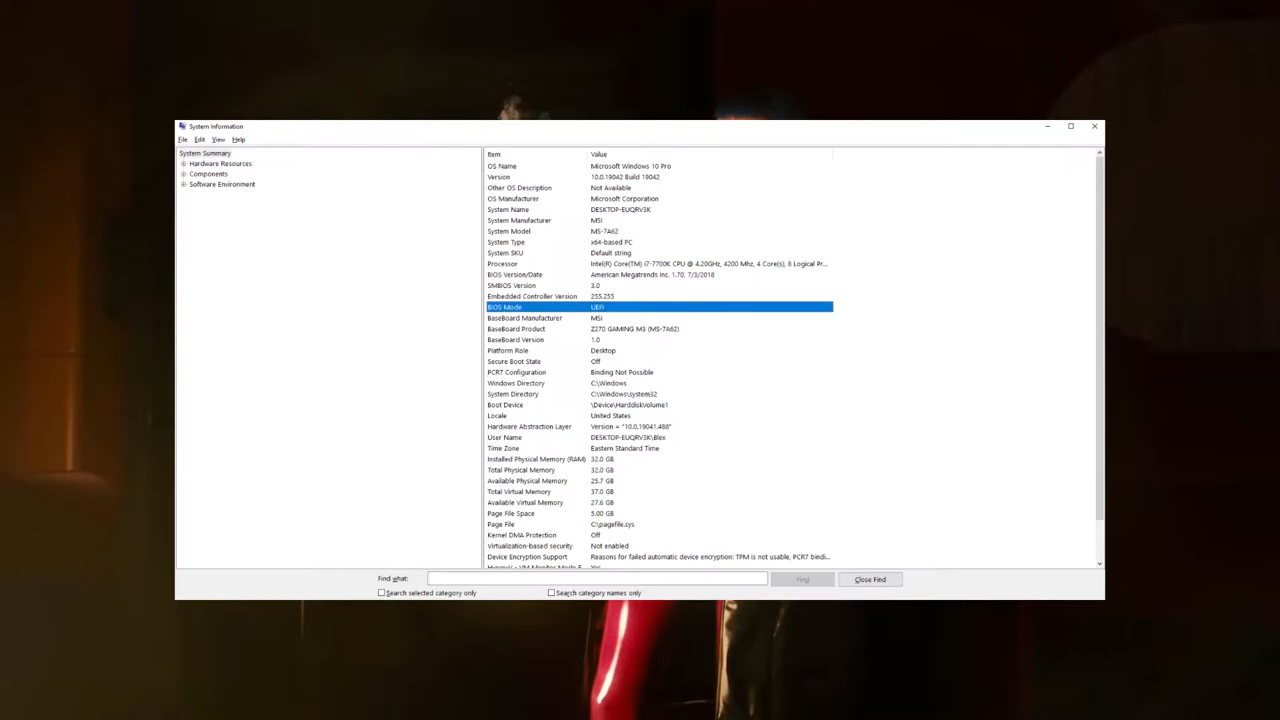 System Information
File Edit View Help
System Summary
Hardware Resources
Components
Software Environment
Item Value
OS Name Microsoft Windows 10 Pro
Version 10.0.19042 Build 19042
Other OS Description Not Available
OS Manufacturer Microsoft Corporation
System Name DESKTOP-EUQRV3K
System Manufacturer MSI
System Model MS-7A62
System Type x64-based PC
System SKU Default string
Processor Intel(R) Core(TM) i7-7700K CPU @ 4.20GHz, 4200 Mhz, 4 Core(s), 8 Logical Pr...
BIOS Version/Date American Megatrends Inc. 1.70, 7/3/2018
SMBIOS Version 3.0
Embedded Controller Version 255.255
BIOS Mode UEFI
BaseBoard Manufacturer MSI
BaseBoard Product Z270 GAMING M3 (MS-7A62)
BaseBoard Version 1.0
Platform Role Desktop
Secure Boot State Off
PCR7 Configuration Binding Not Possible
Windows Directory C:\Windows
System Directory C:\Windows\system32
Boot Device \Device\HarddiskVolume1
Locale United States
Hardware Abstraction Layer Version = "10.0.19041.488"
User Name DESKTOP-EUQRV3K\Blex
Time Zone Eastern Standard Time
Installed Physical Memory (RAM) 32.0 GB
Total Physical Memory 32.0 GB
Available Physical Memory 25.7 GB
Total Virtual Memory 37.0 GB
Available Virtual Memory 27.6 GB
Page File Space 5.00 GB
Page File C:\pagefile.sys
Kernel DMA Protection Off
Virtualization-based security Not enabled
Device Encryption Support Reasons for failed automatic device encryption: TPM is not usable, PCR7 bindi...
Hyper-V - VM Monitor Mode E Yes
Find what: Find Close Find
Search selected category only Search category names only